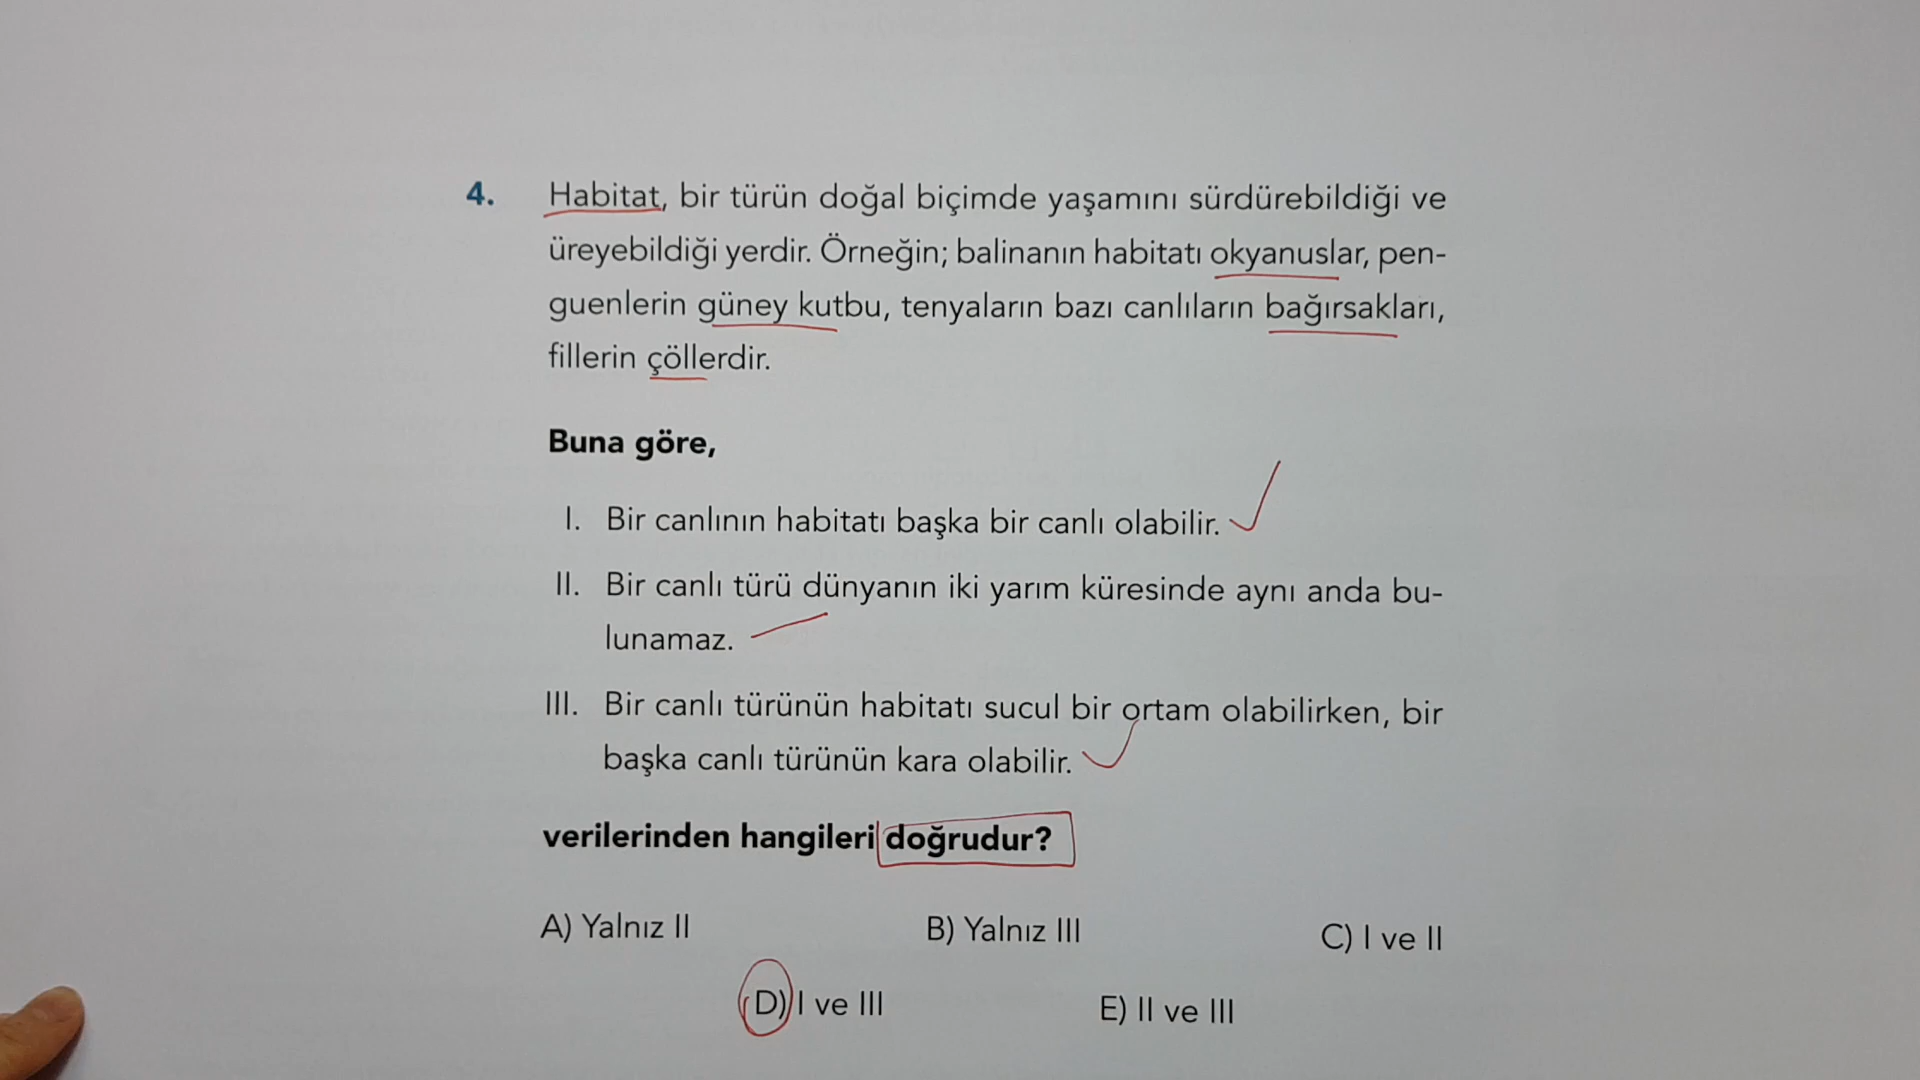 4. Habitat, bir türün doğal biçimde yaşamını sürdürebildiği ve
üreyebildiği yerdir. Örneğin; balinanın habitatı okyanuslar, pen-
guenlerin güney kutbu, tenyaların bazı canlıların bağırsakları,
fillerin çöllerdir.
Buna göre,
I. Bir canlının habitatı başka bir canlı olabilir.
II. Bir canlı türü dünyanın iki yarım küresinde aynı anda bu-
lunamaz.
III. Bir canlı türünün habitatı sucul bir ortam olabilirken, bir
başka canlı türünün kara olabilir.
verilerinden hangileri doğrudur?
A) Yalnız II B) Yalnız III C) I ve II
D) I ve III E) II ve III